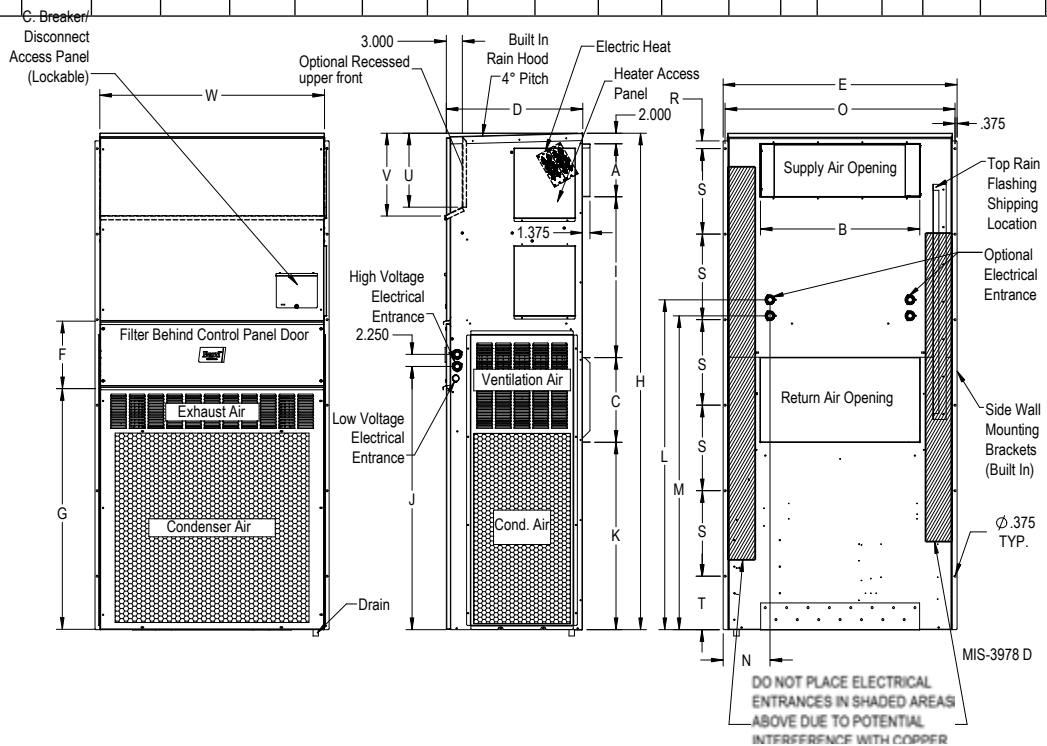 C. Breaker/
Disconnect
Access Panel
(Lockable)
W
Filter Behind Control Panel Door
Bard
F
Exhaust Air
G
Condenser Air
Drain
3.000
Optional Recessed
upper front
Built In
Rain Hood
4° Pitch
Electric Heat
Heater Access
Panel
2.000
D
V
U
A
1.375
I
High Voltage
Electrical
Entrance
2.250
Ventilation Air
H
C
Low Voltage
Electrical
Entrance
J
Cond. Air
K
E
O
R
.375
Supply Air Opening
Top Rain
Flashing
Shipping
Location
S
B
S
Optional
Electrical
Entrance
S
Return Air Opening
Side Wall
Mounting
Brackets
(Built In)
L
M
S
S
Ø.375
TYP.
T
N
MIS-3978 D
DO NOT PLACE ELECTRICAL
ENTRANCES IN SHADED AREAS
ABOVE DUE TO POTENTIAL
INTERFERENCE WITH COPPER